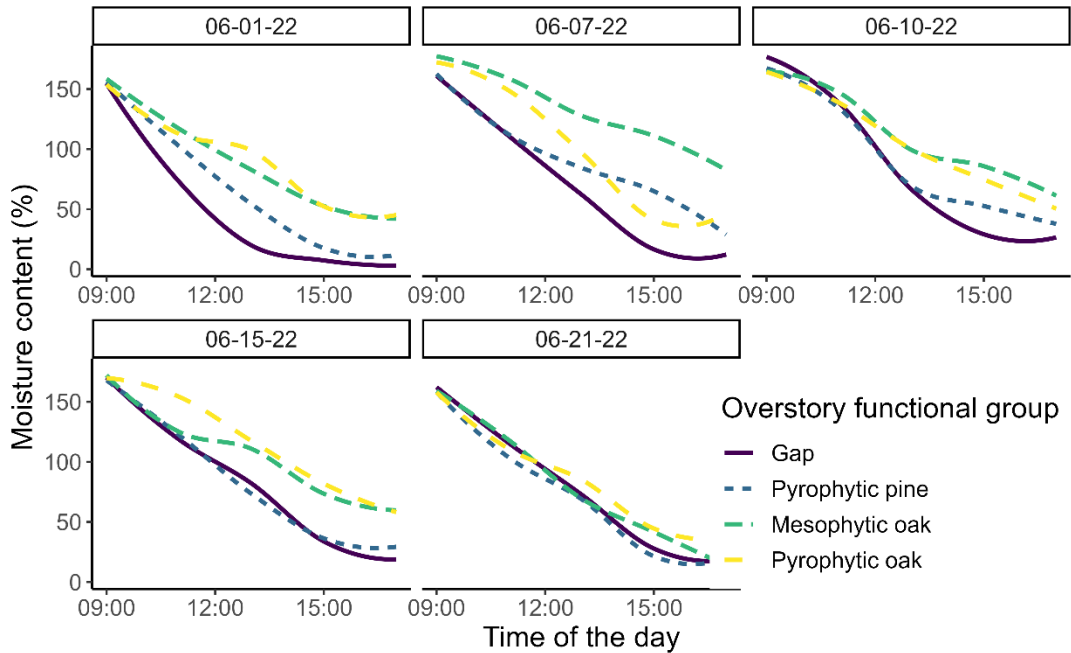 06-01-22 06-07-22 06-10-22
150
100
50
0
09:00 12:00 15:00 09:00 12:00 15:00 09:00 12:00 15:00
06-15-22 06-21-22
150
100
50
0
09:00 12:00 15:00 09:00 12:00 15:00
Moisture content (%)
Time of the day
Overstory functional group
Gap
Pyrophytic pine
Mesophytic oak
Pyrophytic oak